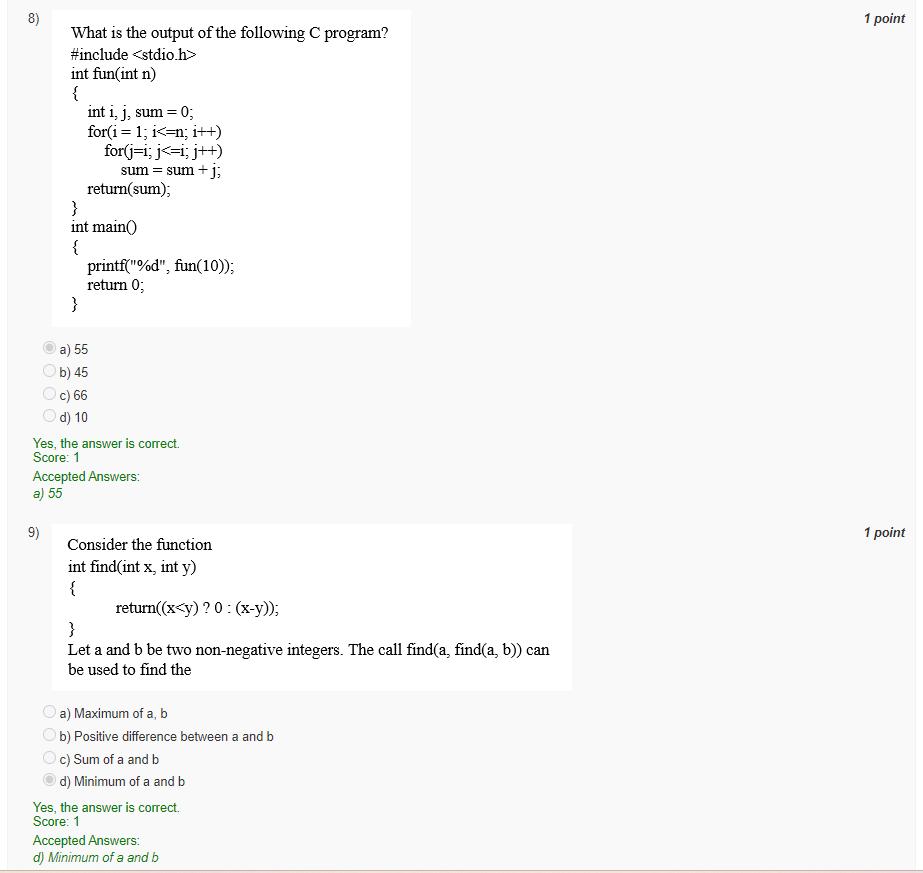 8)
1 point
What is the output of the following C program?
#include <stdio.h>
int fun(int n)
{
int i, j, sum = 0;
for(i = 1; i<=n; i++)
for(j=i; j<=i; j++)
sum = sum + j;
return(sum);
}
int main()
{
printf("%d", fun(10));
return 0;
}
a) 55
b) 45
c) 66
d) 10
Yes, the answer is correct.
Score: 1
Accepted Answers:
a) 55
9)
1 point
Consider the function
int find(int x, int y)
{
return((x<y) ? 0 : (x-y));
}
Let a and b be two non-negative integers. The call find(a, find(a, b)) can
be used to find the
a) Maximum of a, b
b) Positive difference between a and b
c) Sum of a and b
d) Minimum of a and b
Yes, the answer is correct.
Score: 1
Accepted Answers:
d) Minimum of a and b